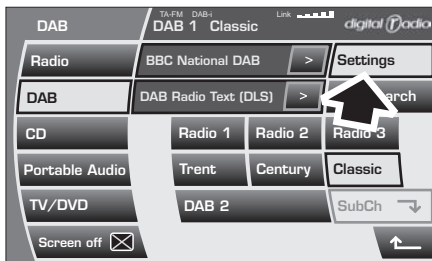 DAB
TA-FM DAB-i
DAB 1 Classic
Link
digital Radio
Radio
BBC National DAB >
Settings
DAB
DAB Radio Text (DLS) >
arch
CD
Radio 1
Radio 2
Radio 3
Portable Audio
Trent
Century
Classic
TV/DVD
DAB 2
SubCh
Screen off